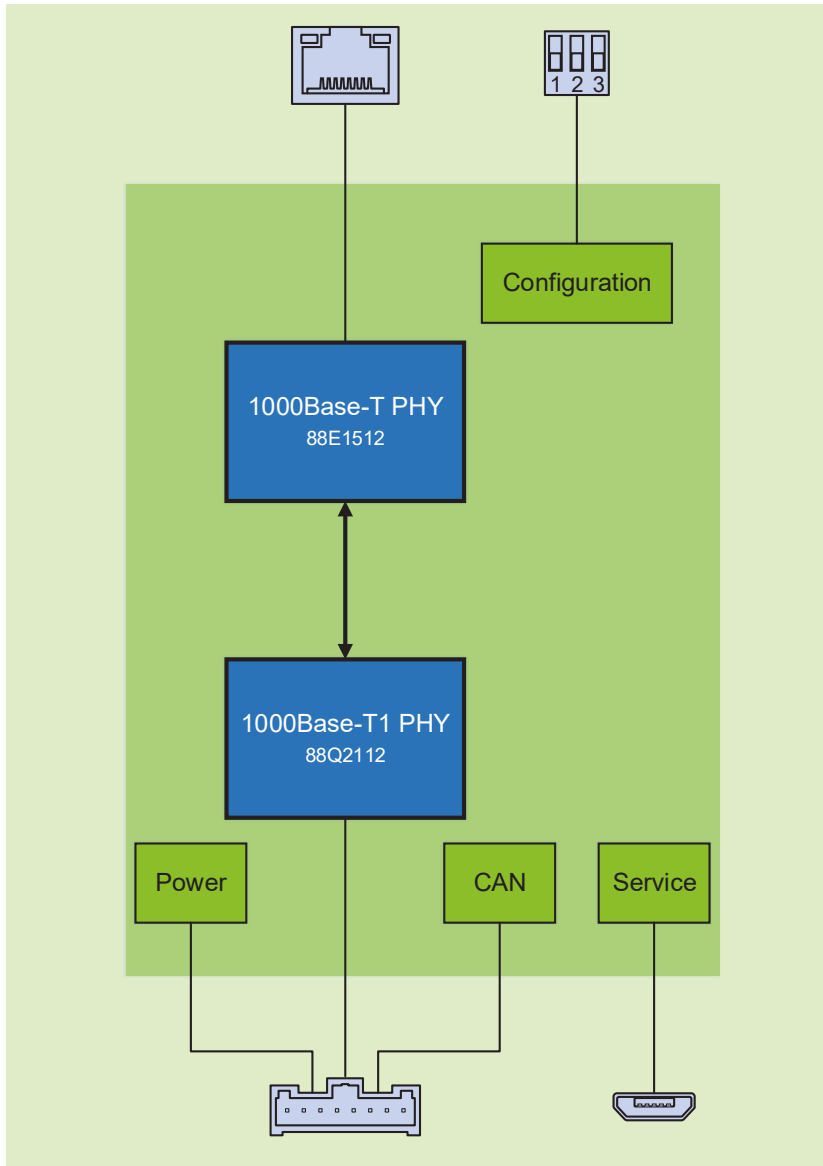 1 2 3
Configuration
1000Base-T PHY
88E1512
1000Base-T1 PHY
88Q2112
Power
CAN
Service